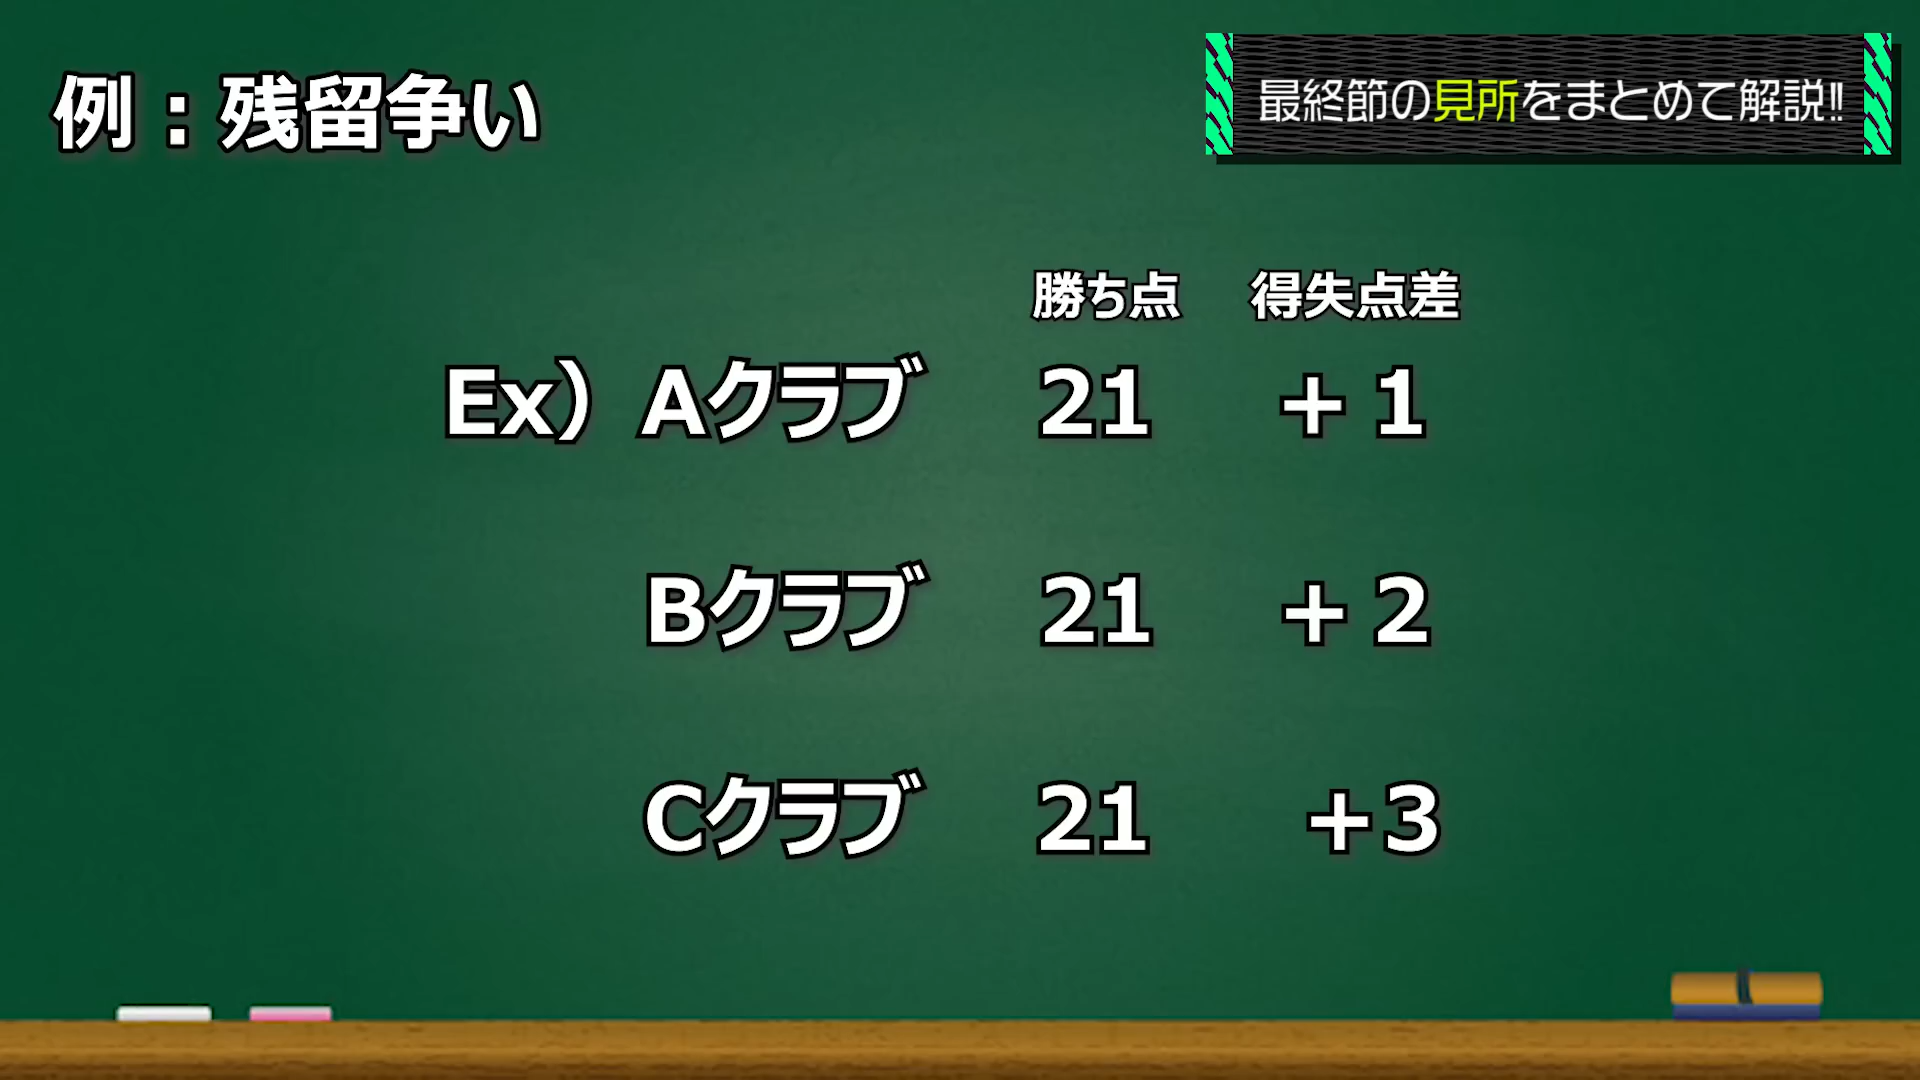 例：残留争い
最終節の見所をまとめて解説!!
勝ち点 得失点差
Ex）Aクラブ 21 ＋1
Bクラブ 21 ＋2
Cクラブ 21 ＋3